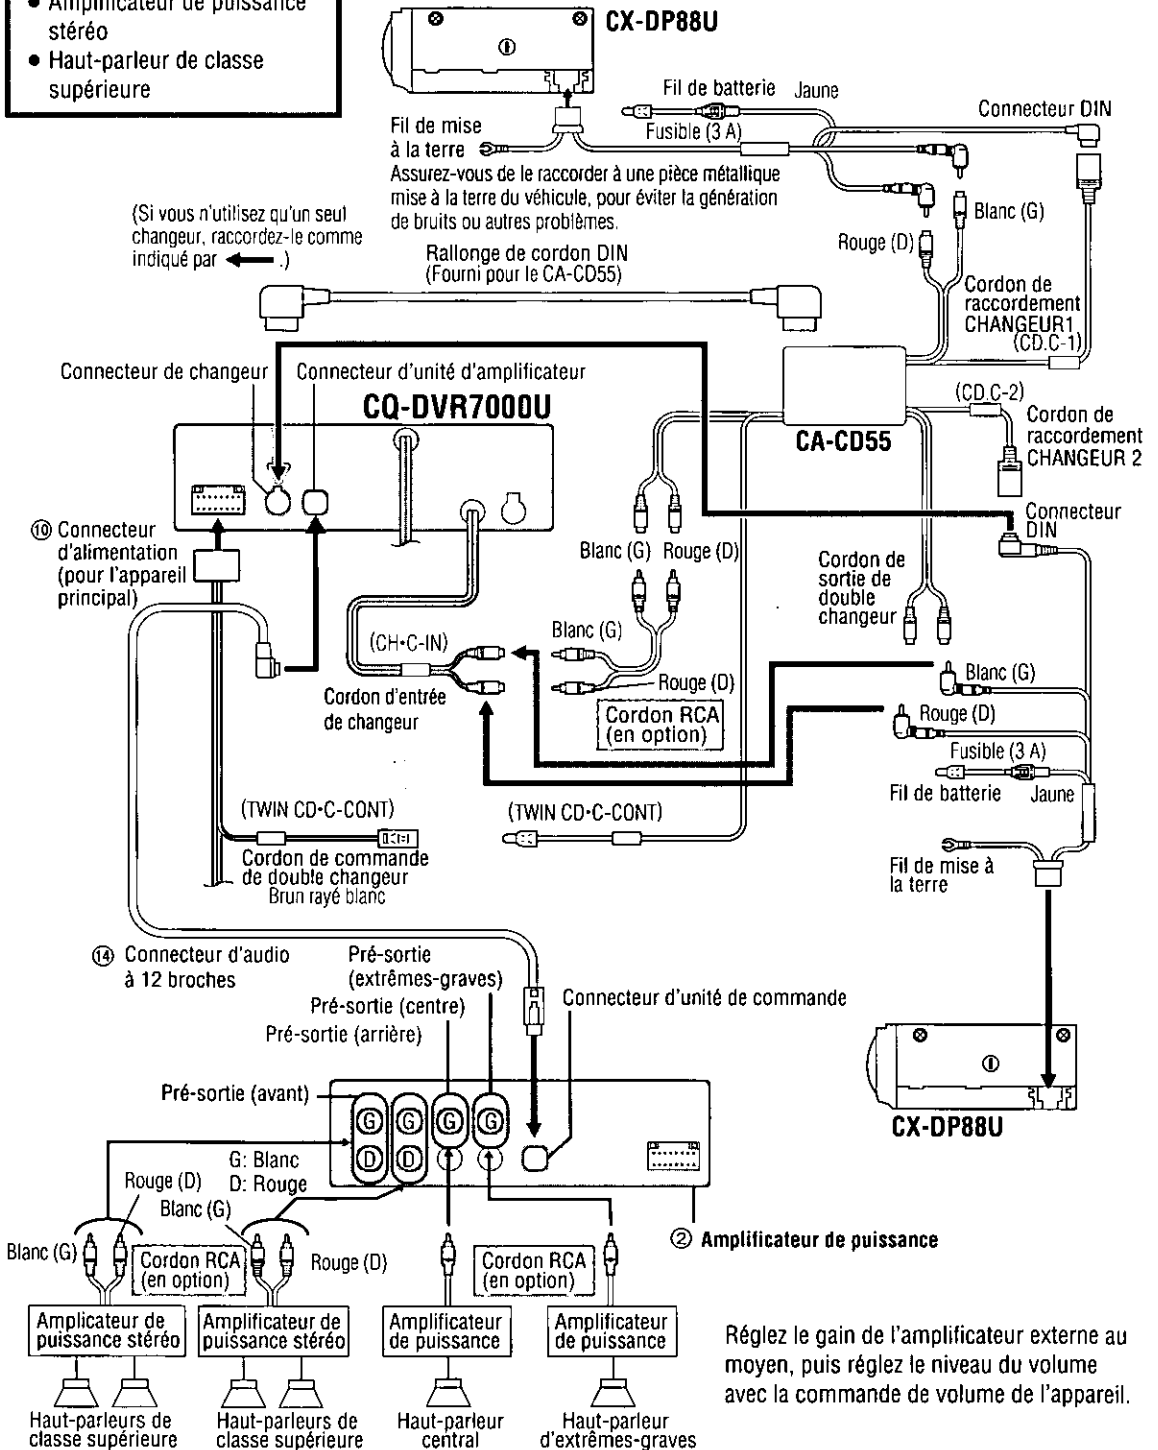 • Amplificateur de puissance
stéréo
• Haut-parleur de classe
supérieure
CX-DP88U
Fil de batterie
Jaune
Connecteur DIN
Fil de mise
à la terre
Fusible (3 A)
Assurez-vous de le raccorder à une pièce métallique
mise à la terre du véhicule, pour éviter la génération
de bruits ou autres problèmes.
(Si vous n'utilisez qu'un seul
changeur, raccordez-le comme
indiqué par ← .)
Blanc (G)
Rouge (D)
Rallonge de cordon DIN
(Fourni pour le CA-CD55)
Cordon de
raccordement
CHANGEUR1
(CD.C-1)
Connecteur de changeur
Connecteur d'unité d'amplificateur
CQ-DVR7000U
CA-CD55
(CD.C-2)
Cordon de
raccordement
CHANGEUR 2
⑩ Connecteur
d'alimentation
(pour l'appareil
principal)
Connecteur
DIN
Blanc (G)
Rouge (D)
Cordon de
sortie de
double
changeur
(CH•C-IN)
Blanc (G)
Rouge (D)
Cordon d'entrée
de changeur
Cordon RCA
(en option)
Blanc (G)
Rouge (D)
Fusible (3 A)
Fil de batterie
Jaune
(TWIN CD•C-CONT)
(TWIN CD•C-CONT)
Cordon de commande
de double changeur
Brun rayé blanc
Fil de mise à
la terre
⑭ Connecteur d'audio
à 12 broches
Pré-sortie
(extrêmes-graves)
Pré-sortie (centre)
Pré-sortie (arrière)
Connecteur d'unité de commande
Pré-sortie (avant)
G
G
G
G
D
D
G: Blanc
D: Rouge
CX-DP88U
Rouge (D)
Blanc (G)
Blanc (G)
Cordon RCA
(en option)
Rouge (D)
Cordon RCA
(en option)
② Amplificateur de puissance
Amplicateur de
puissance stéréo
Amplificateur de
puissance stéréo
Amplificateur
de puissance
Amplificateur
de puissance
Haut-parleurs de
classe supérieure
Haut-parleurs de
classe supérieure
Haut-parleur
central
Haut-parleur
d'extrêmes-graves
Réglez le gain de l'amplificateur externe au
moyen, puis réglez le niveau du volume
avec la commande de volume de l'appareil.